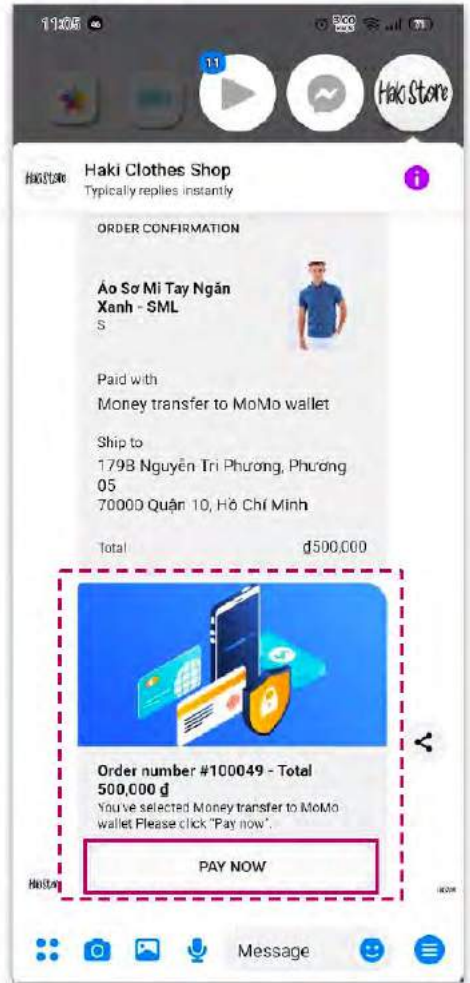 11:05
11
Haki Store
Haki Store
Haki Clothes Shop
Typically replies instantly
ORDER CONFIRMATION
Áo Sơ Mi Tay Ngắn
Xanh - SML
S
Paid with
Money transfer to MoMo wallet
Ship to
179B Nguyễn Tri Phương, Phường
05
70000 Quận 10, Hồ Chí Minh
Total ₫500,000
Order number #100049 - Total
500,000 ₫
You've selected Money transfer to MoMo
wallet Please click "Pay now".
PAY NOW
Message